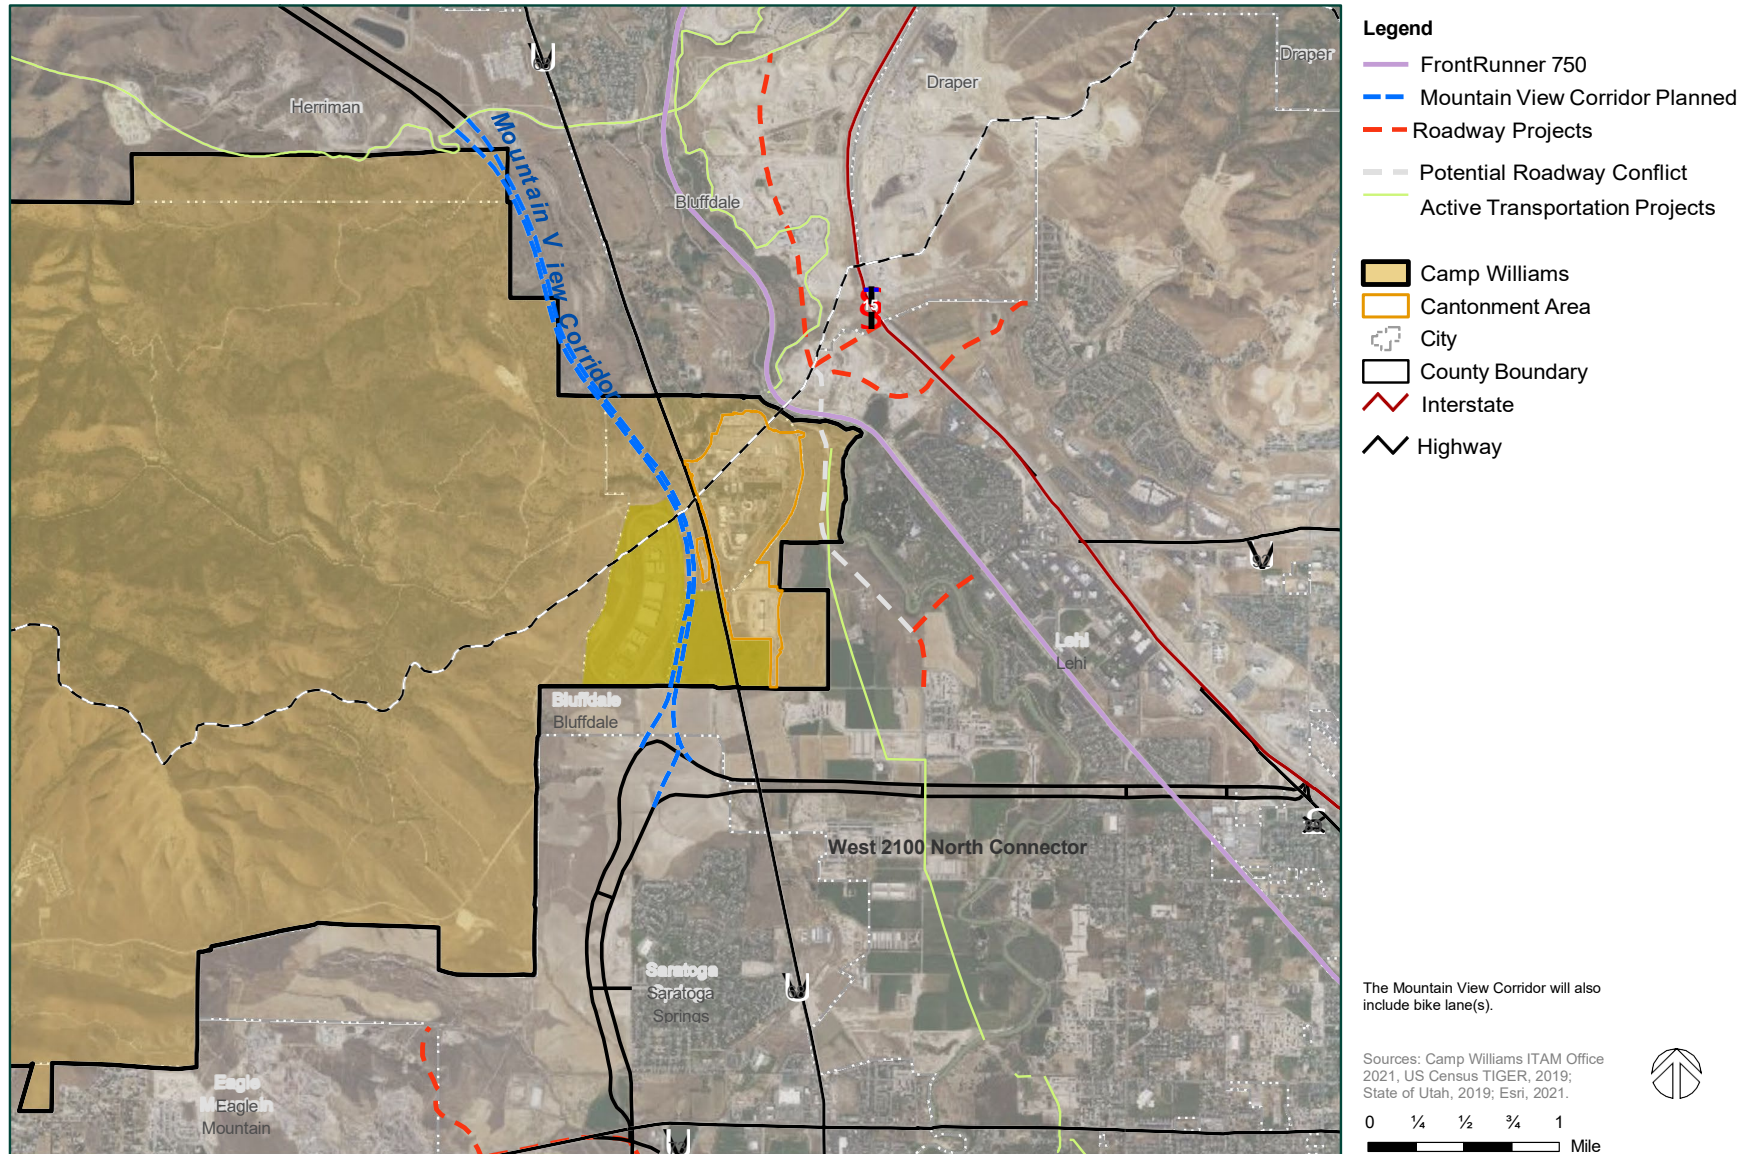 Herriman
Draper
Draper
Bluffdale
Mountain View Corridor
15
Lehi
Lehi
Bluffdale
Bluffdale
West 2100 North Connector
Saratoga
Saratoga
Springs
Eagle
Eagle
Mountain
Legend
FrontRunner 750
Mountain View Corridor Planned
Roadway Projects
Potential Roadway Conflict
Active Transportation Projects
Camp Williams
Cantonment Area
City
County Boundary
Interstate
Highway
The Mountain View Corridor will also
include bike lane(s).
Sources: Camp Williams ITAM Office
2021, US Census TIGER, 2019;
State of Utah, 2019; Esri, 2021.
0 ¼ ½ ¾ 1
Mile